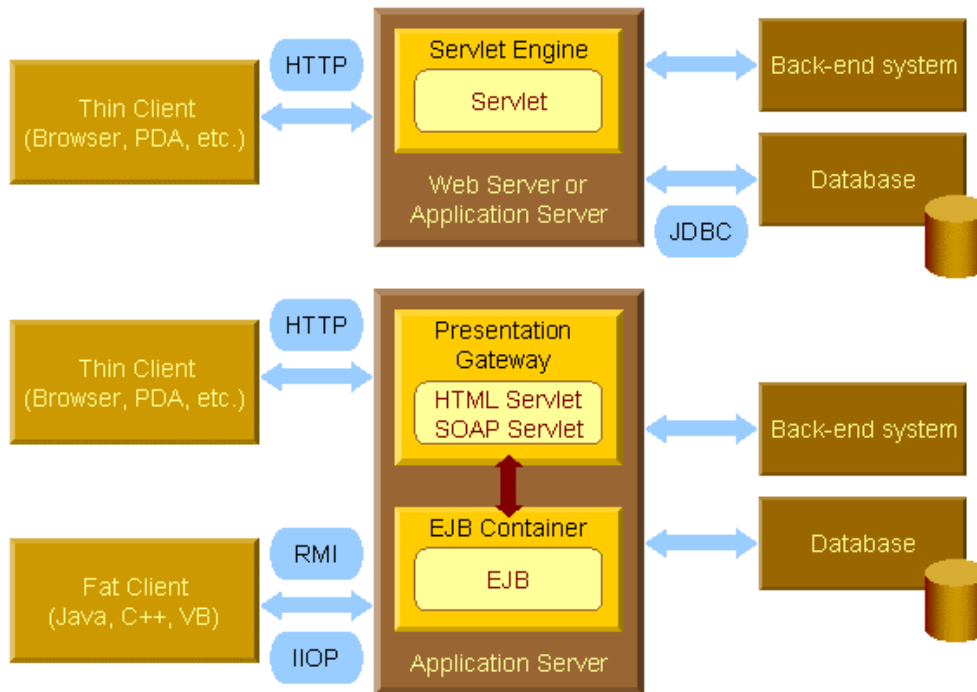 HTTP
Thin Client
(Browser, PDA, etc.)
Servlet Engine
Servlet
Web Server or
Application Server
Back-end system
Database
JDBC
HTTP
Thin Client
(Browser, PDA, etc.)
Presentation
Gateway
HTML Servlet
SOAP Servlet
Back-end system
RMI
Fat Client
(Java, C++, VB)
IIOP
EJB Container
EJB
Application Server
Database